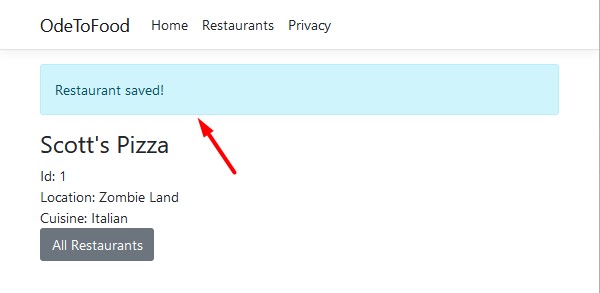 OdeToFood Home Restaurants Privacy
Restaurant saved!
Scott's Pizza
Id: 1
Location: Zombie Land
Cuisine: Italian
All Restaurants